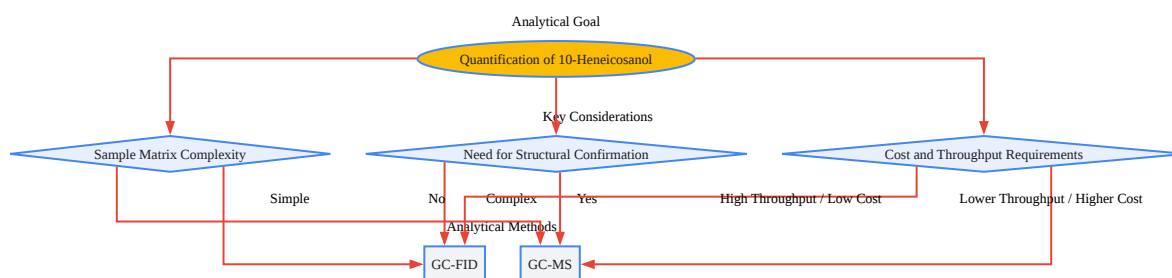 Analytical Goal
Quantification of 10-Heneicosanol
Key Considerations
Sample Matrix Complexity
Need for Structural Confirmation
Cost and Throughput Requirements
Simple
No
Complex
Yes
High Throughput / Low Cost
Lower Throughput / Higher Cost
Analytical Methods
GC-FID
GC-MS